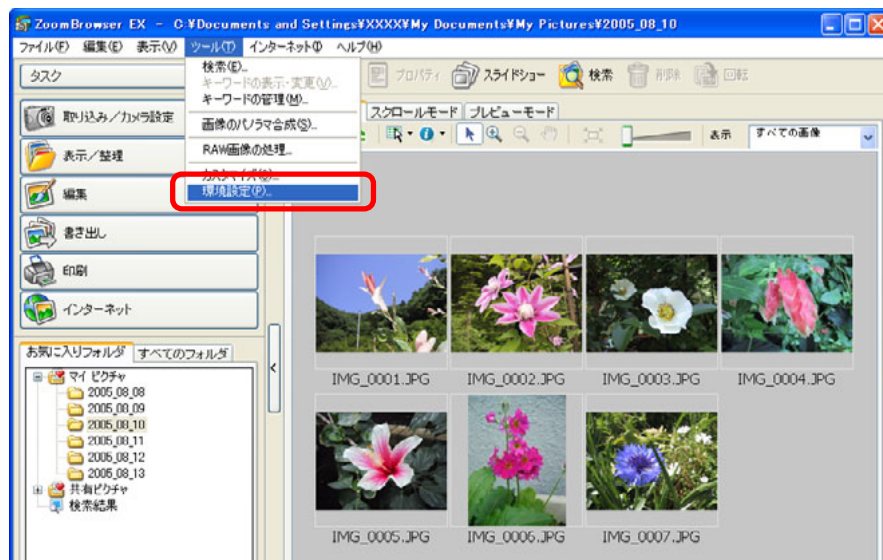 ZoomBrowser EX - C:¥Documents and Settings¥XXXX¥My Documents¥My Pictures¥2005_08_10
ファイル(F) 編集(E) 表示(V) ツール(T) インターネット(I) ヘルプ(H)
タスク
検索(E)...
キーワードの表示・変更(V)...
キーワードの管理(M)...
画像のパノラマ合成(S)...
RAW画像の処理...
環境設定(P)...
プロパティ スライドショー 検索 削除 回転
スクロールモード プレビューモード
表示 すべての画像
取り込み/カメラ設定
表示/整理
編集
書き出し
印刷
インターネット
お気に入りフォルダ すべてのフォルダ
マイ ピクチャ
2005_08_08
2005_08_09
2005_08_10
2005_08_11
2005_08_12
2005_08_13
共有ピクチャ
検索結果
IMG_0001.JPG IMG_0002.JPG IMG_0003.JPG IMG_0004.JPG
IMG_0005.JPG IMG_0006.JPG IMG_0007.JPG